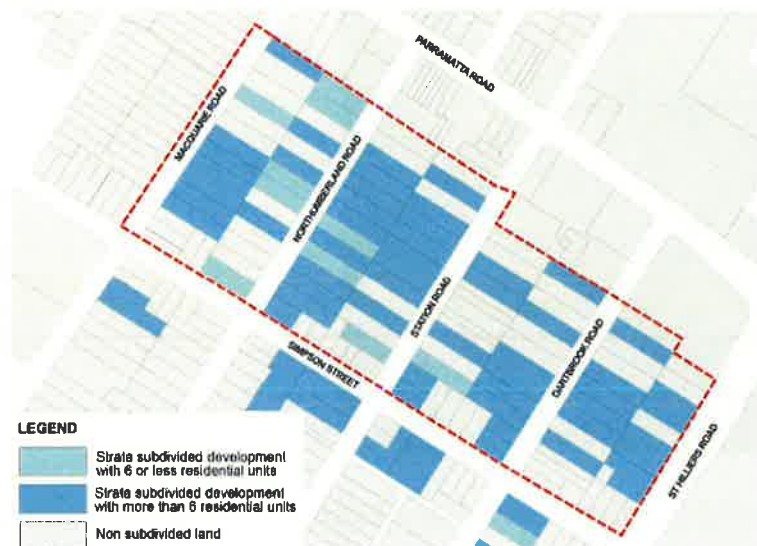 PARRAMATTA ROAD
MACQUARIE ROAD
NORTHUMBERLAND ROAD
STATION ROAD
DARTBROOK ROAD
SIMPSON STREET
ST HILLIERS ROAD
LEGEND
Strata subdivided development
with 6 or less residential units
Strata subdivided development
with more than 6 residential units
Non subdivided land